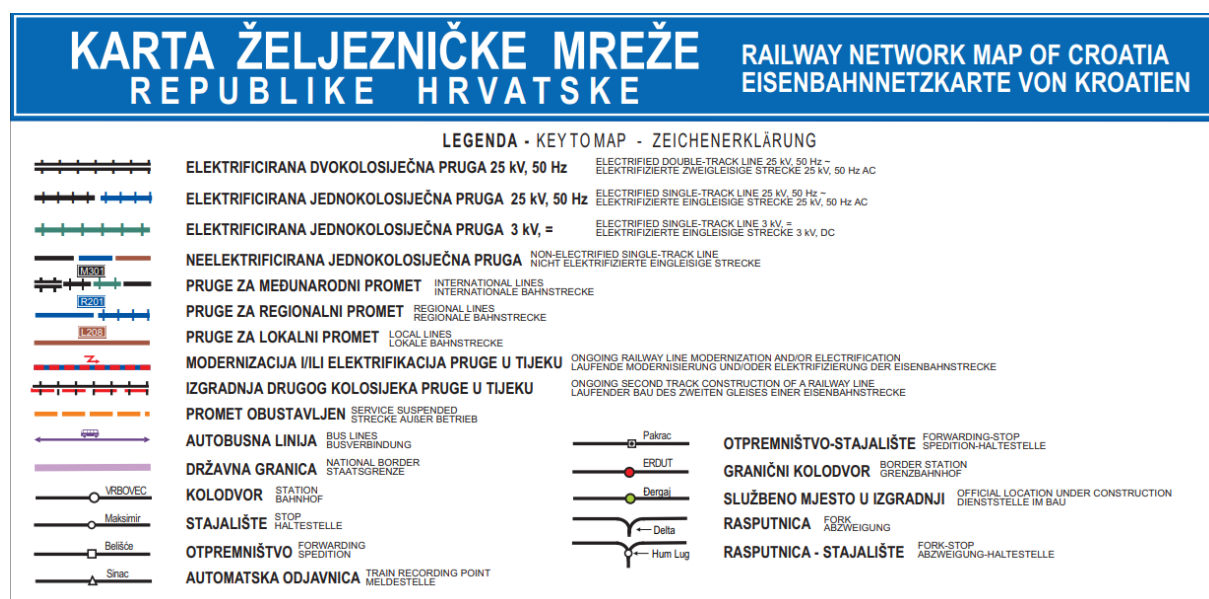 KARTA ŽELJEZNIČKE MREŽE
REPUBLIKE HRVATSKE
RAILWAY NETWORK MAP OF CROATIA
EISENBAHNNETZKARTE VON KROATIEN
LEGENDA - KEY TO MAP - ZEICHENERKLÄRUNG
ELEKTRIFICIRANA DVOKOLOSIJEČNA PRUGA 25 kV, 50 Hz
ELECTRIFIED DOUBLE-TRACK LINE 25 kV, 50 Hz ~
ELEKTRIFIZIERTE ZWEIGLEISIGE STRECKE 25 kV, 50 Hz AC
ELEKTRIFICIRANA JEDNOKOLOSIJEČNA PRUGA 25 kV, 50 Hz
ELECTRIFIED SINGLE-TRACK LINE 25 kV, 50 Hz ~
ELEKTRIFIZIERTE EINGLEISIGE STRECKE 25 kV, 50 Hz AC
ELEKTRIFICIRANA JEDNOKOLOSIJEČNA PRUGA 3 kV, =
ELECTRIFIED SINGLE-TRACK LINE 3 kV, =
ELEKTRIFIZIERTE EINGLEISIGE STRECKE 3 kV, DC
NEELEKTRIFICIRANA JEDNOKOLOSIJEČNA PRUGA
NON-ELECTRIFIED SINGLE-TRACK LINE
NICHT ELEKTRIFIZIERTE EINGLEISIGE STRECKE
M301
PRUGE ZA MEĐUNARODNI PROMET
INTERNATIONAL LINES
INTERNATIONALE BAHNSTRECKE
R201
PRUGE ZA REGIONALNI PROMET
REGIONAL LINES
REGIONALE BAHNSTRECKE
L208
PRUGE ZA LOKALNI PROMET
LOCAL LINES
LOKALE BAHNSTRECKE
MODERNIZACIJA I/ILI ELEKTRIFIKACIJA PRUGE U TIJEKU
ONGOING RAILWAY LINE MODERNIZATION AND/OR ELECTRIFICATION
LAUFENDE MODERNISIERUNG UND/ODER ELEKTRIFIZIERUNG DER EISENBAHNSTRECKE
IZGRADNJA DRUGOG KOLOSIJEKA PRUGE U TIJEKU
ONGOING SECOND TRACK CONSTRUCTION OF A RAILWAY LINE
LAUFENDER BAU DES ZWEITEN GLEISES EINER EISENBAHNSTRECKE
PROMET OBUSTAVLJEN
SERVICE SUSPENDED
STRECKE AUßER BETRIEB
AUTOBUSNA LINIJA
BUS LINES
BUSVERBINDUNG
DRŽAVNA GRANICA
NATIONAL BORDER
STAATSGRENZE
VRBOVEC
KOLODVOR
STATION
BAHNHOF
Maksimir
STAJALIŠTE
STOP
HALTESTELLE
Belišće
OTPREMNIŠTVO
FORWARDING
SPEDITION
Sinac
AUTOMATSKA ODJAVNICA
TRAIN RECORDING POINT
MELDESTELLE
Pakrac
OTPREMNIŠTVO-STAJALIŠTE
FORWARDING-STOP
SPEDITION-HALTESTELLE
ERDUT
GRANIČNI KOLODVOR
BORDER STATION
GRENZBAHNHOF
Đergaj
SLUŽBENO MJESTO U IZGRADNJI
OFFICIAL LOCATION UNDER CONSTRUCTION
DIENSTSTELLE IM BAU
Delta
RASPUTNICA
FORK
ABZWEIGUNG
Hum Lug
RASPUTNICA - STAJALIŠTE
FORK-STOP
ABZWEIGUNG-HALTESTELLE